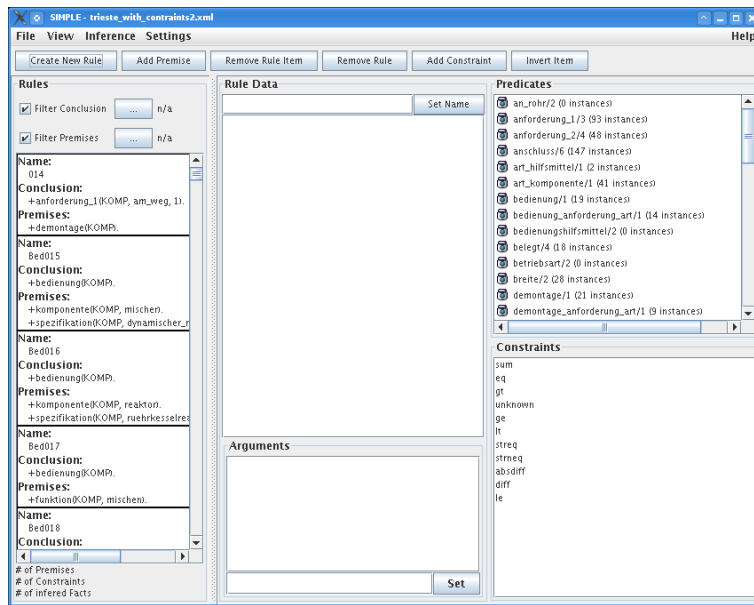 SIMPLE - trieste_with_contraints2.xml
File View Inference Settings Help
Create New Rule Add Premise Remove Rule Item Remove Rule Add Constraint Invert Item
Rules
Filter Conclusion ... n/a
Filter Premises ... n/a
Name:
014
Conclusion:
+anforderung_1(KOMP, am_weg, 1).
Premises:
+demontage(KOMP).
Name:
Bed015
Conclusion:
+bedienung(KOMP).
Premises:
+komponente(KOMP, mischer).
+spezifikation(KOMP, dynamischer_r
Name:
Bed016
Conclusion:
+bedienung(KOMP).
Premises:
+komponente(KOMP, reaktor).
+spezifikation(KOMP, ruehrkesselrea
Name:
Bed017
Conclusion:
+bedienung(KOMP).
Premises:
+funktion(KOMP, mischen).
Name:
Bed018
Conclusion:
# of Premises
# of Constraints
# of infered Facts
Rule Data
Set Name
Arguments
Set
Predicates
an_rohr/2 (0 instances)
anforderung_1/3 (93 instances)
anforderung_2/4 (48 instances)
anschluss/6 (147 instances)
art_hilfsmittel/1 (2 instances)
art_komponente/1 (41 instances)
bedienung/1 (19 instances)
bedienung_anforderung_art/1 (14 instances)
bedienungshilfsmittel/2 (0 instances)
belegt/4 (18 instances)
betriebsart/2 (0 instances)
breite/2 (28 instances)
demontage/1 (21 instances)
demontage_anforderung_art/1 (9 instances)
Constraints
sum
eq
gt
unknown
ge
lt
streq
strneq
absdiff
diff
le